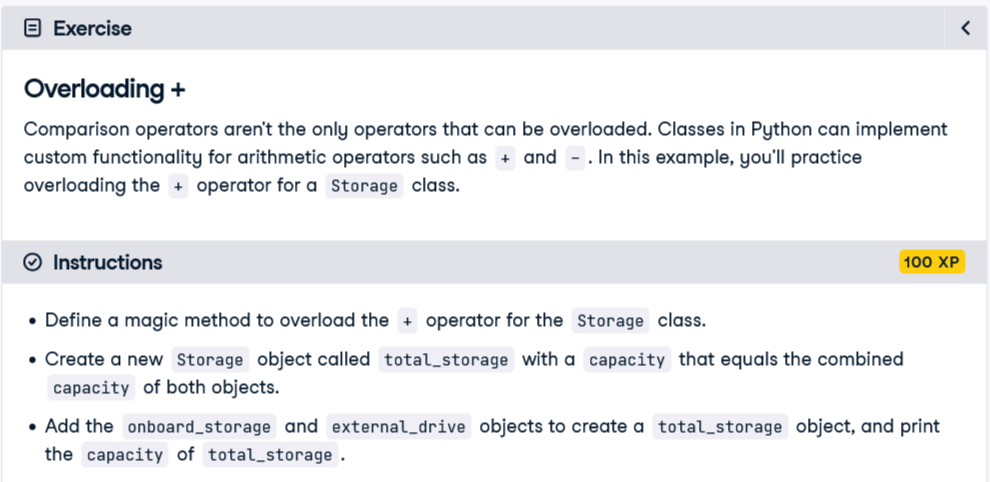 Exercise
Overloading +
Comparison operators aren't the only operators that can be overloaded. Classes in Python can implement
custom functionality for arithmetic operators such as + and -. In this example, you'll practice
overloading the + operator for a Storage class.
Instructions
100 XP
• Define a magic method to overload the + operator for the Storage class.
• Create a new Storage object called total_storage with a capacity that equals the combined
capacity of both objects.
• Add the onboard_storage and external_drive objects to create a total_storage object, and print
the capacity of total_storage.